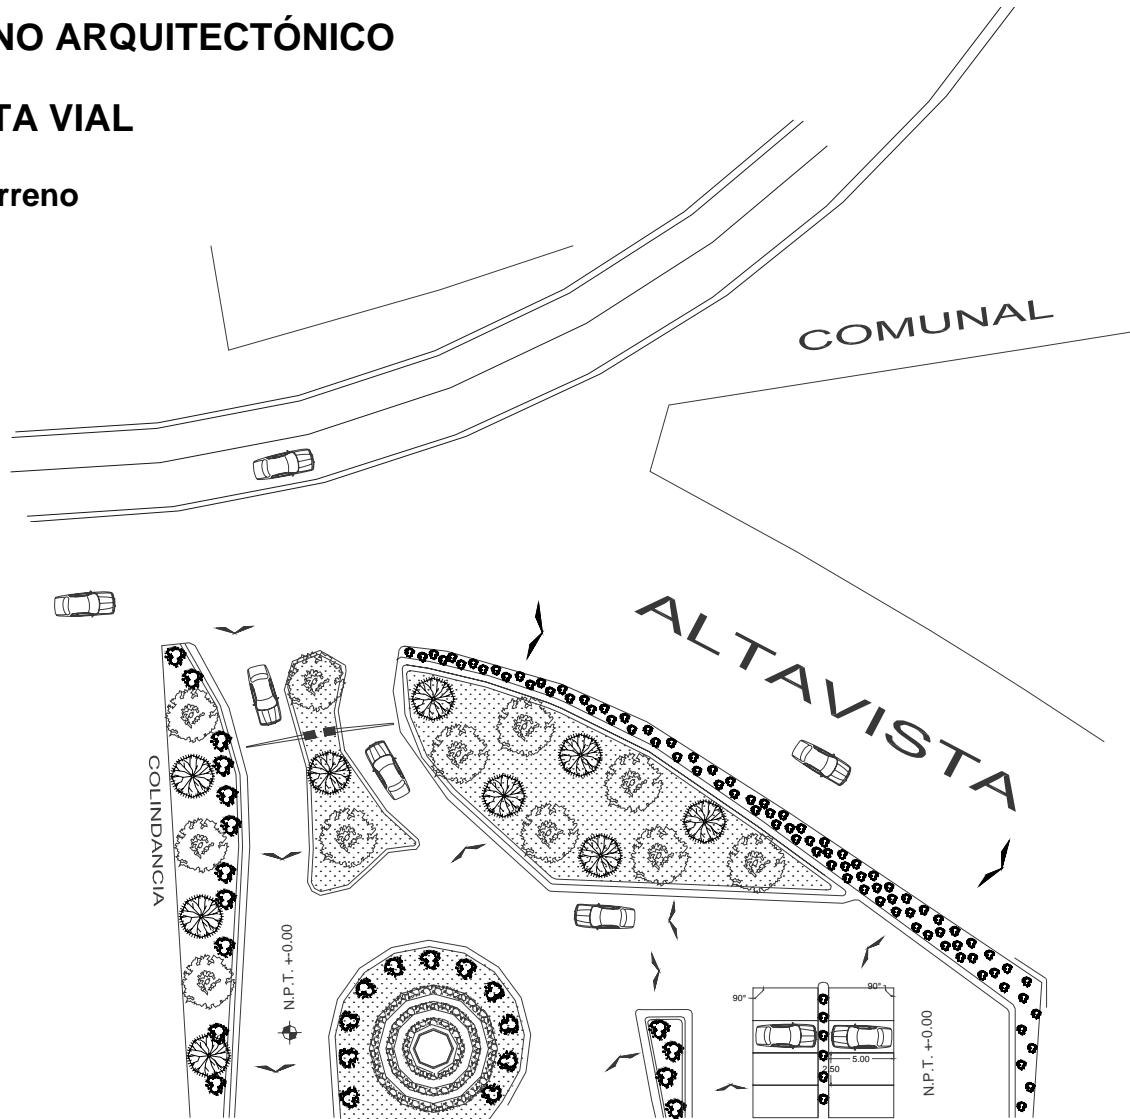 NO ARQUITECTÓNICO
TA VIAL
rreno
COMUNAL
ALTAVISTA
COLINDANCIA
N.P.T. +-0.00
90°
90°
5.00
2.50
N.P.T. +-0.00